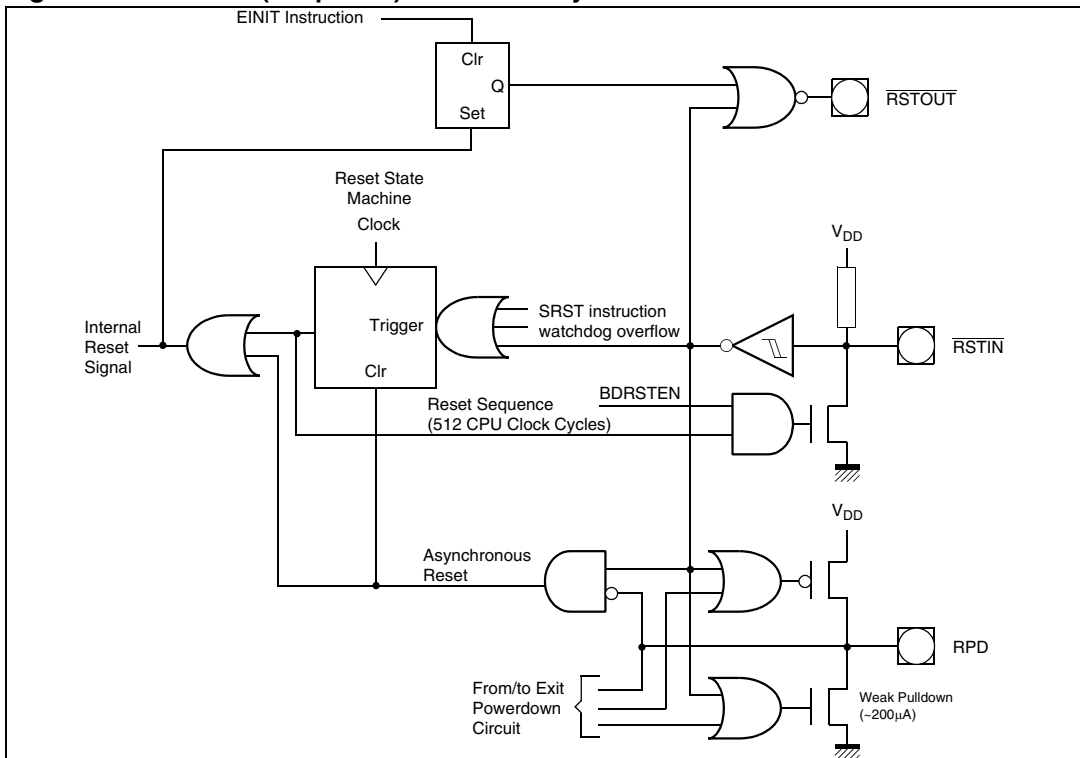 EINIT Instruction
Clr
Q
Set
RSTOUT
Reset State
Machine
Clock
VDD
Trigger
SRST instruction
watchdog overflow
Internal
Reset
Signal
RSTIN
Clr
BDRSTEN
Reset Sequence
(512 CPU Clock Cycles)
VDD
Asynchronous
Reset
RPD
From/to Exit
Powerdown
Circuit
Weak Pulldown
(~200µA)